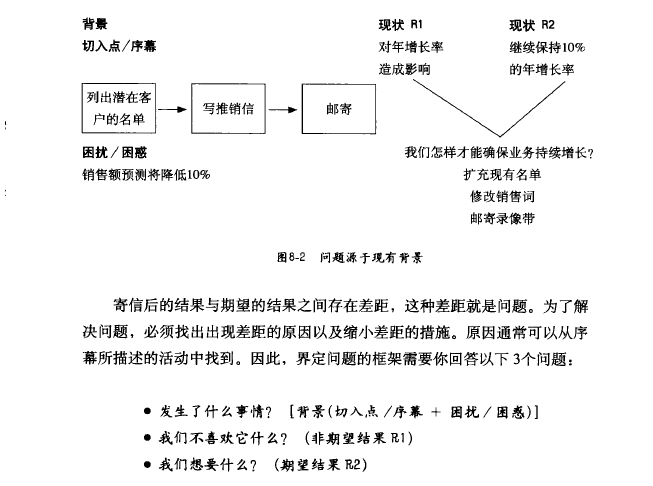 背景
切入点/序幕
列出潜在客
户的名单
写推销信
邮寄
困扰/困惑
销售额预测将降低10%
现状 R1
对年增长率
造成影响
现状 R2
继续保持10%
的年增长率
我们怎样才能确保业务持续增长?
扩充现有名单
修改销售词
邮寄录像带
图8-2 问题源于现有背景
寄信后的结果与期望的结果之间存在差距，这种差距就是问题。为了解
决问题，必须找出出现差距的原因以及缩小差距的措施。原因通常可以从序
幕所描述的活动中找到。因此，界定问题的框架需要你回答以下 3个问题：
● 发生了什么事情? [背景(切入点/序幕 + 困扰/困惑)]
● 我们不喜欢它什么? (非期望结果 R1)
● 我们想要什么? (期望结果 R2)